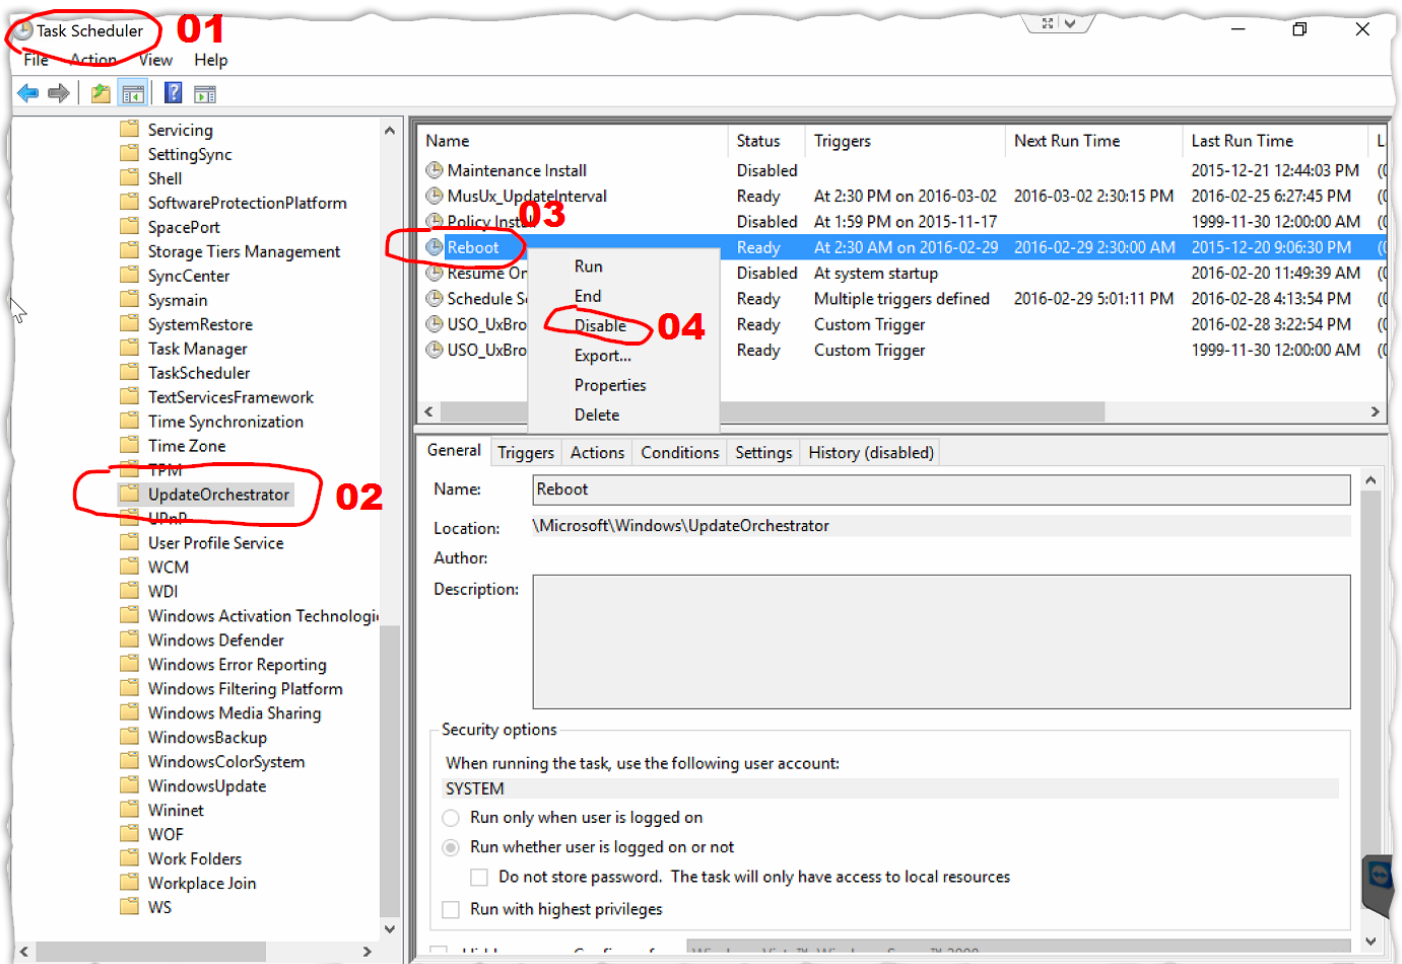 Task Scheduler 01
File Action View Help
Servicing
SettingSync
Shell
SoftwareProtectionPlatform
SpacePort
Storage Tiers Management
SyncCenter
Sysmain
SystemRestore
Task Manager
TaskScheduler
TextServicesFramework
Time Synchronization
Time Zone
TPM
UpdateOrchestrator 02
UPnP
User Profile Service
WCM
WDI
Windows Activation Technologi
Windows Defender
Windows Error Reporting
Windows Filtering Platform
Windows Media Sharing
WindowsBackup
WindowsColorSystem
WindowsUpdate
Wininet
WOF
Work Folders
Workplace Join
WS
Name Status Triggers Next Run Time Last Run Time L
Maintenance Install Disabled 2015-12-21 12:44:03 PM (0
MusUx_UpdateInterval Ready At 2:30 PM on 2016-03-02 2016-03-02 2:30:15 PM 2016-02-25 6:27:45 PM (0
03
Policy Install Disabled At 1:59 PM on 2015-11-17 1999-11-30 12:00:00 AM (0
Reboot Ready At 2:30 AM on 2016-02-29 2016-02-29 2:30:00 AM 2015-12-20 9:06:30 PM (0
Resume On Disabled At system startup 2016-02-20 11:49:39 AM (0
Schedule S Ready Multiple triggers defined 2016-02-29 5:01:11 PM 2016-02-28 4:13:54 PM (0
USO_UxBro Ready Custom Trigger 2016-02-28 3:22:54 PM (0
USO_UxBro Ready Custom Trigger 1999-11-30 12:00:00 AM (0
Run
End
Disable 04
Export...
Properties
Delete
General Triggers Actions Conditions Settings History (disabled)
Name: Reboot
Location: \Microsoft\Windows\UpdateOrchestrator
Author:
Description:
Security options
When running the task, use the following user account:
SYSTEM
Run only when user is logged on
Run whether user is logged on or not
Do not store password. The task will only have access to local resources
Run with highest privileges